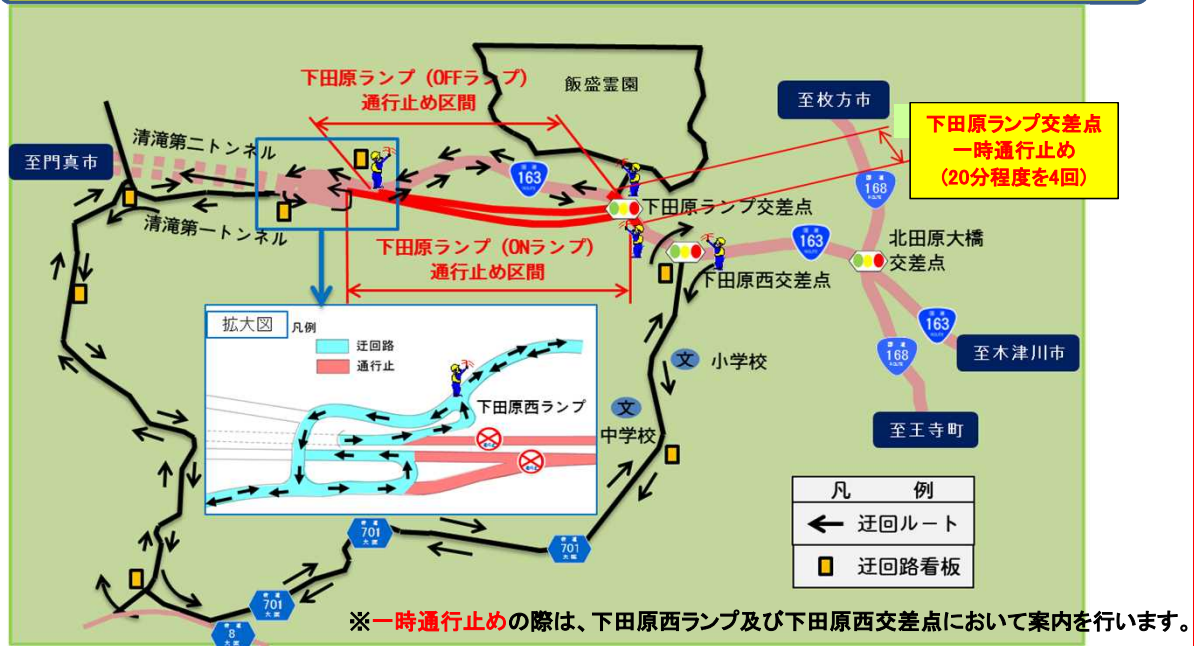 下田原ランプ（OFFランプ）
通行止め区間
飯盛霊園
至枚方市
下田原ランプ交差点
一時通行止め
(20分程度を4回)
清滝第二トンネル
至門真市
163
168
下田原ランプ交差点
清滝第一トンネル
下田原ランプ（ONランプ）
通行止め区間
163
北田原大橋
交差点
下田原西交差点
163
168
至木津川市
拡大図
凡例
迂回路
通行止
下田原西ランプ
文 小学校
文
中学校
至王寺町
凡 例
迂回ルート
迂回路看板
701
大阪
701
大阪
701
大阪
8
大阪
※一時通行止めの際は、下田原西ランプ及び下田原西交差点において案内を行います。